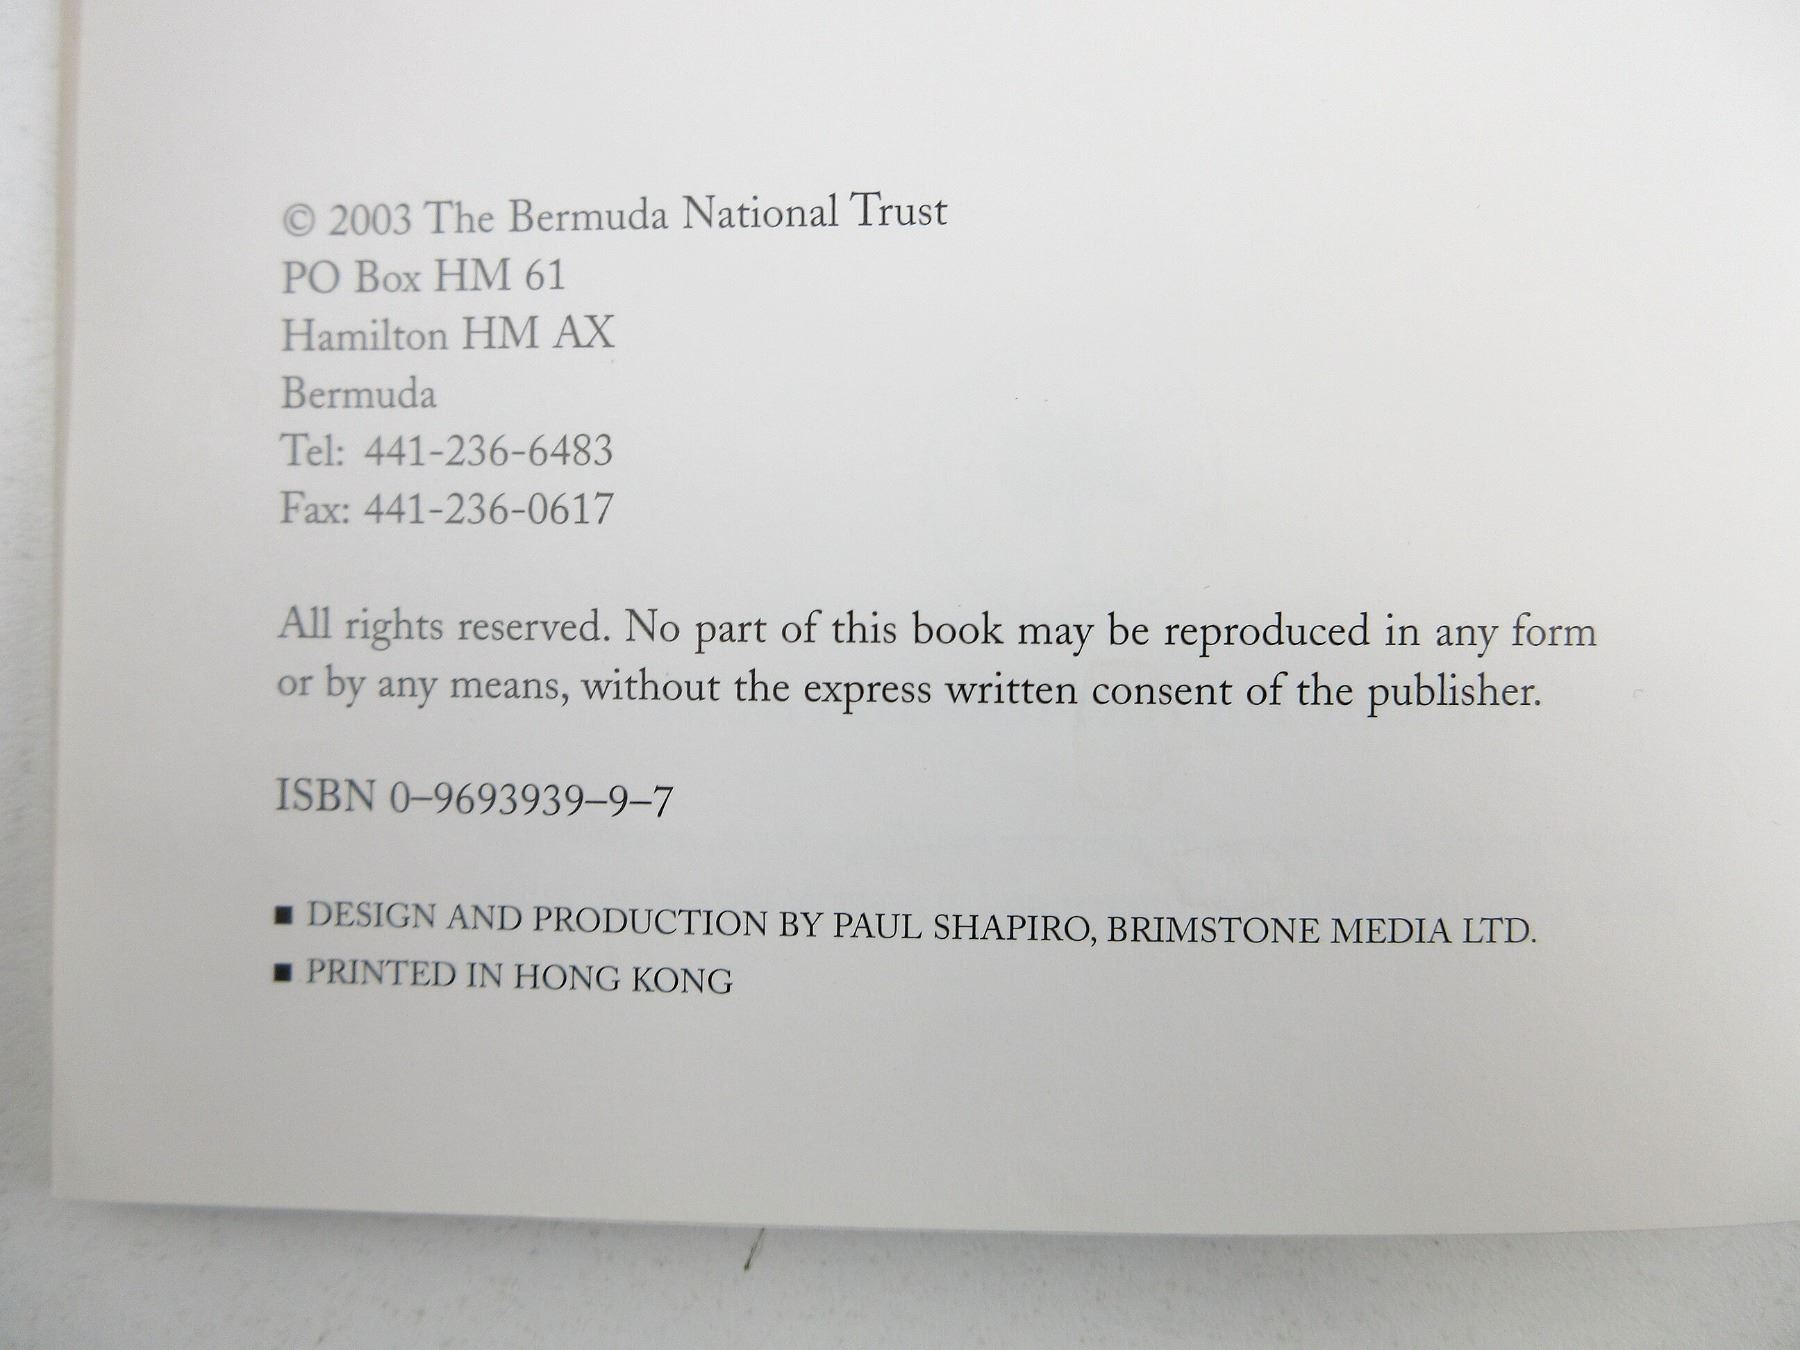 © 2003 The Bermuda National Trust
PO Box HM 61
Hamilton HM AX
Bermuda
Tel: 441-236-6483
Fax: 441-236-0617
All rights reserved. No part of this book may be reproduced in any form
or by any means, without the express written consent of the publisher.
ISBN 0–9693939–9–7
■ DESIGN AND PRODUCTION BY PAUL SHAPIRO, BRIMSTONE MEDIA LTD.
■ PRINTED IN HONG KONG